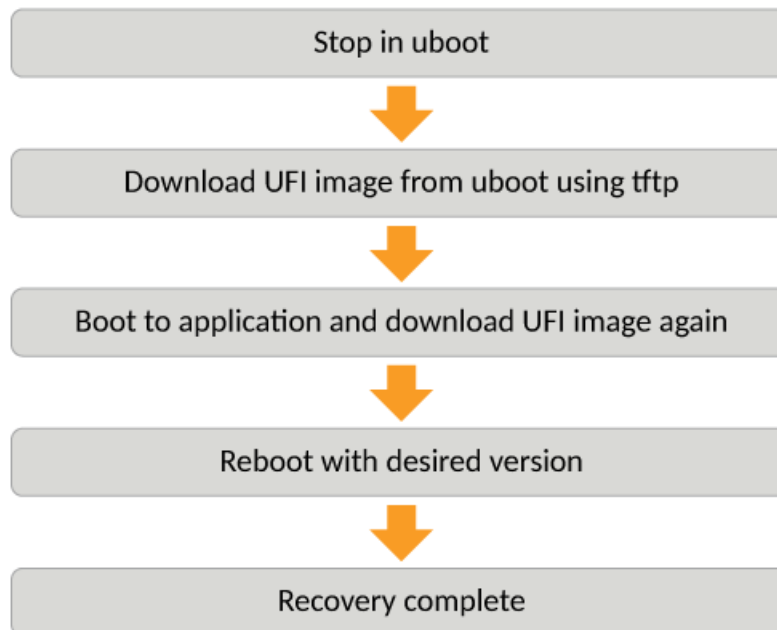 Stop in uboot
Download UFI image from uboot using tftp
Boot to application and download UFI image again
Reboot with desired version
Recovery complete